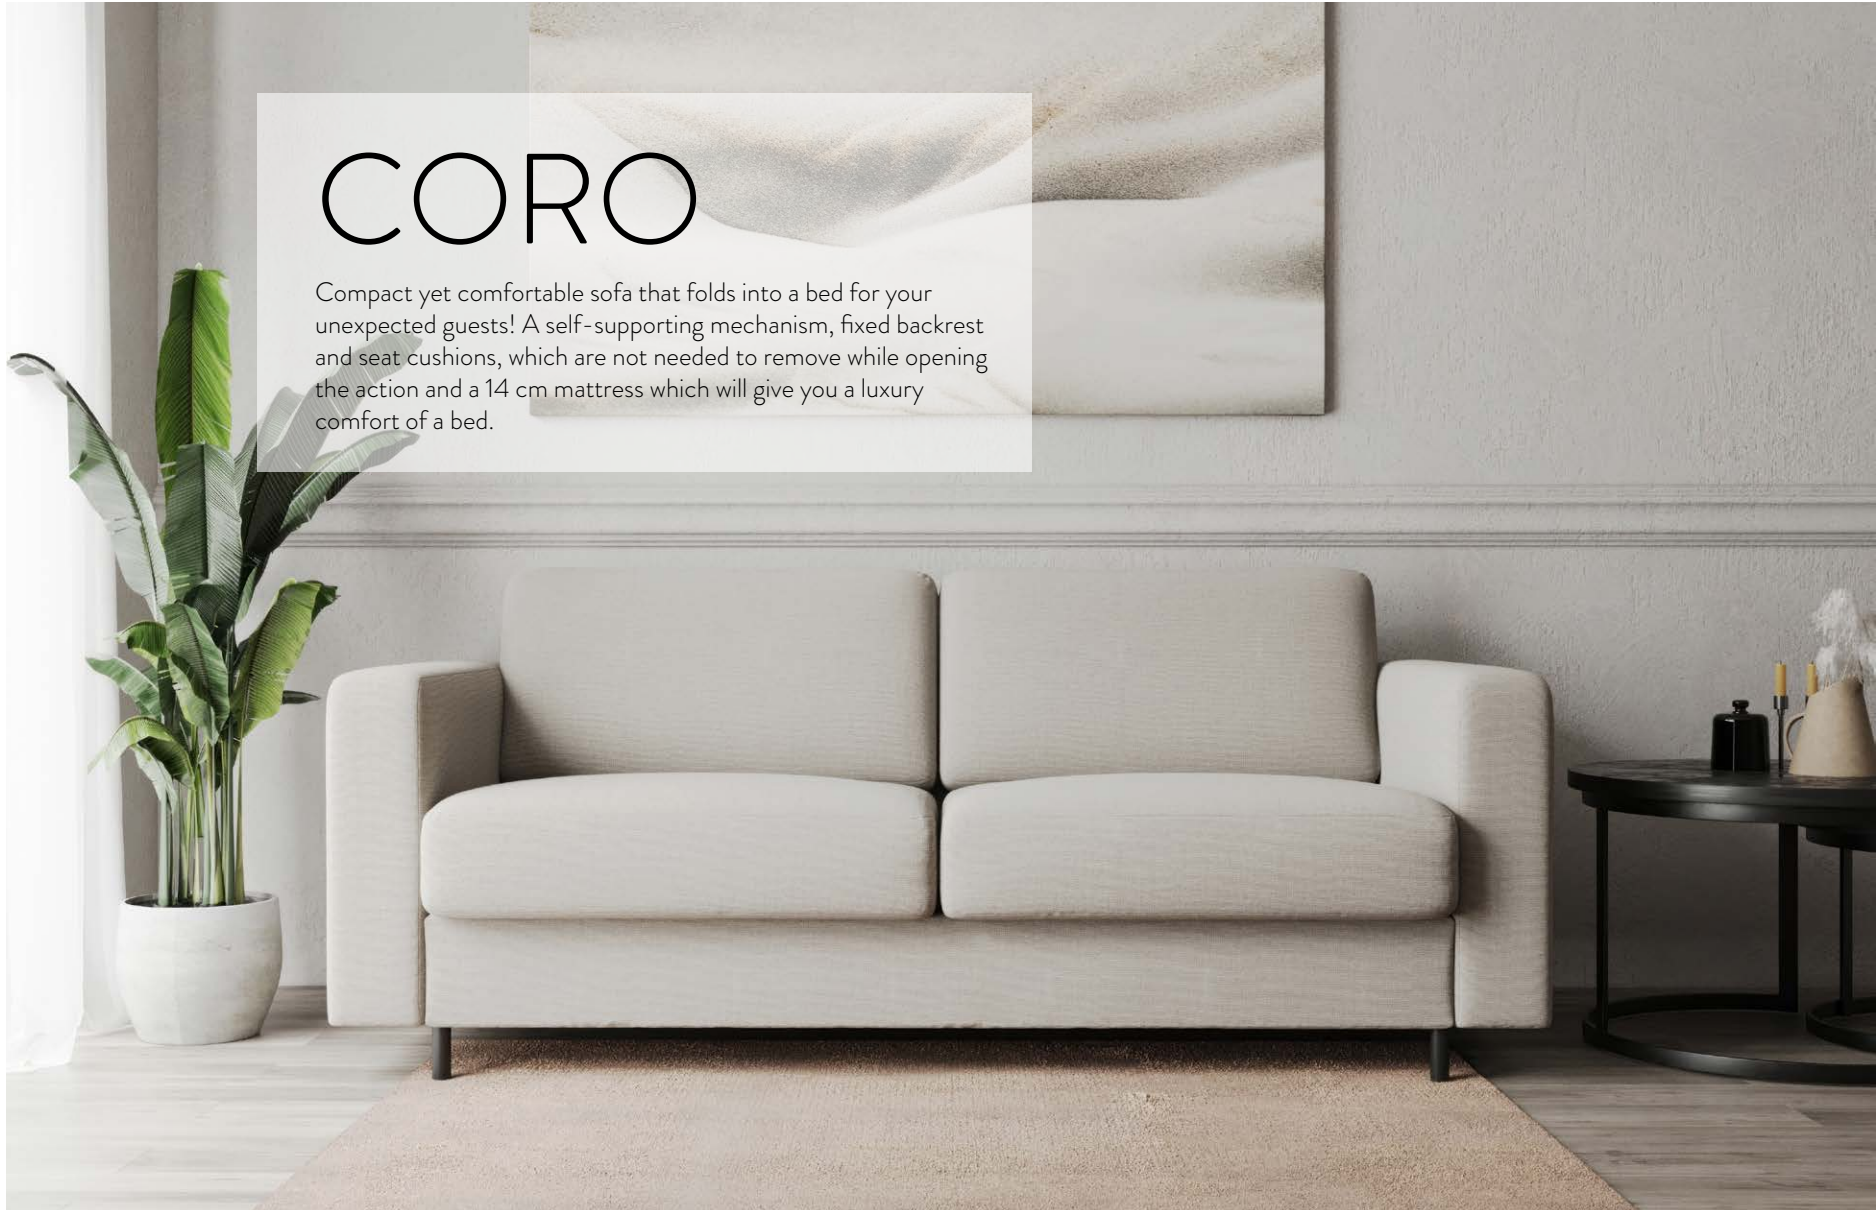 CORO
Compact yet comfortable sofa that folds into a bed for your
unexpected guests! A self-supporting mechanism, fixed backrest
and seat cushions, which are not needed to remove while opening
the action and a 14 cm mattress which will give you a luxury
comfort of a bed.